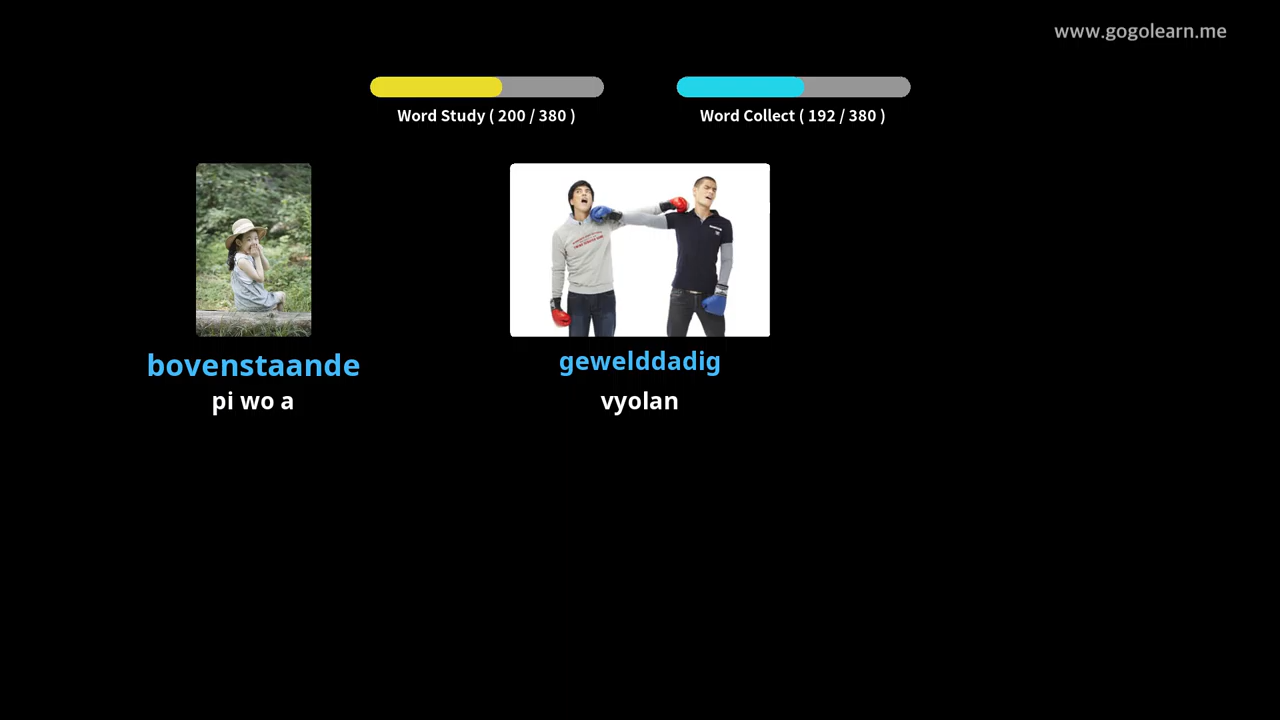 www.gogolearn.me
Word Study ( 200 / 380 )
Word Collect ( 192 / 380 )
bovenstaande
pi wo a
gewelddadig
vyolan